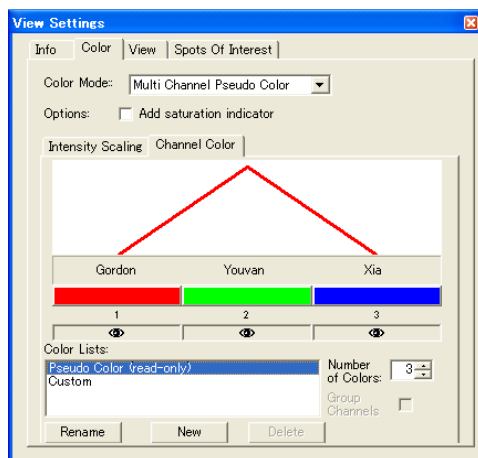 View Settings
Info Color View Spots Of Interest
Color Mode:: Multi Channel Pseudo Color
Options: Add saturation indicator
Intensity Scaling Channel Color
Gordon Youvan Xia
1 2 3
Color Lists:
Pseudo Color (read-only)
Custom
Number of Colors: 3
Group Channels
Rename New Delete